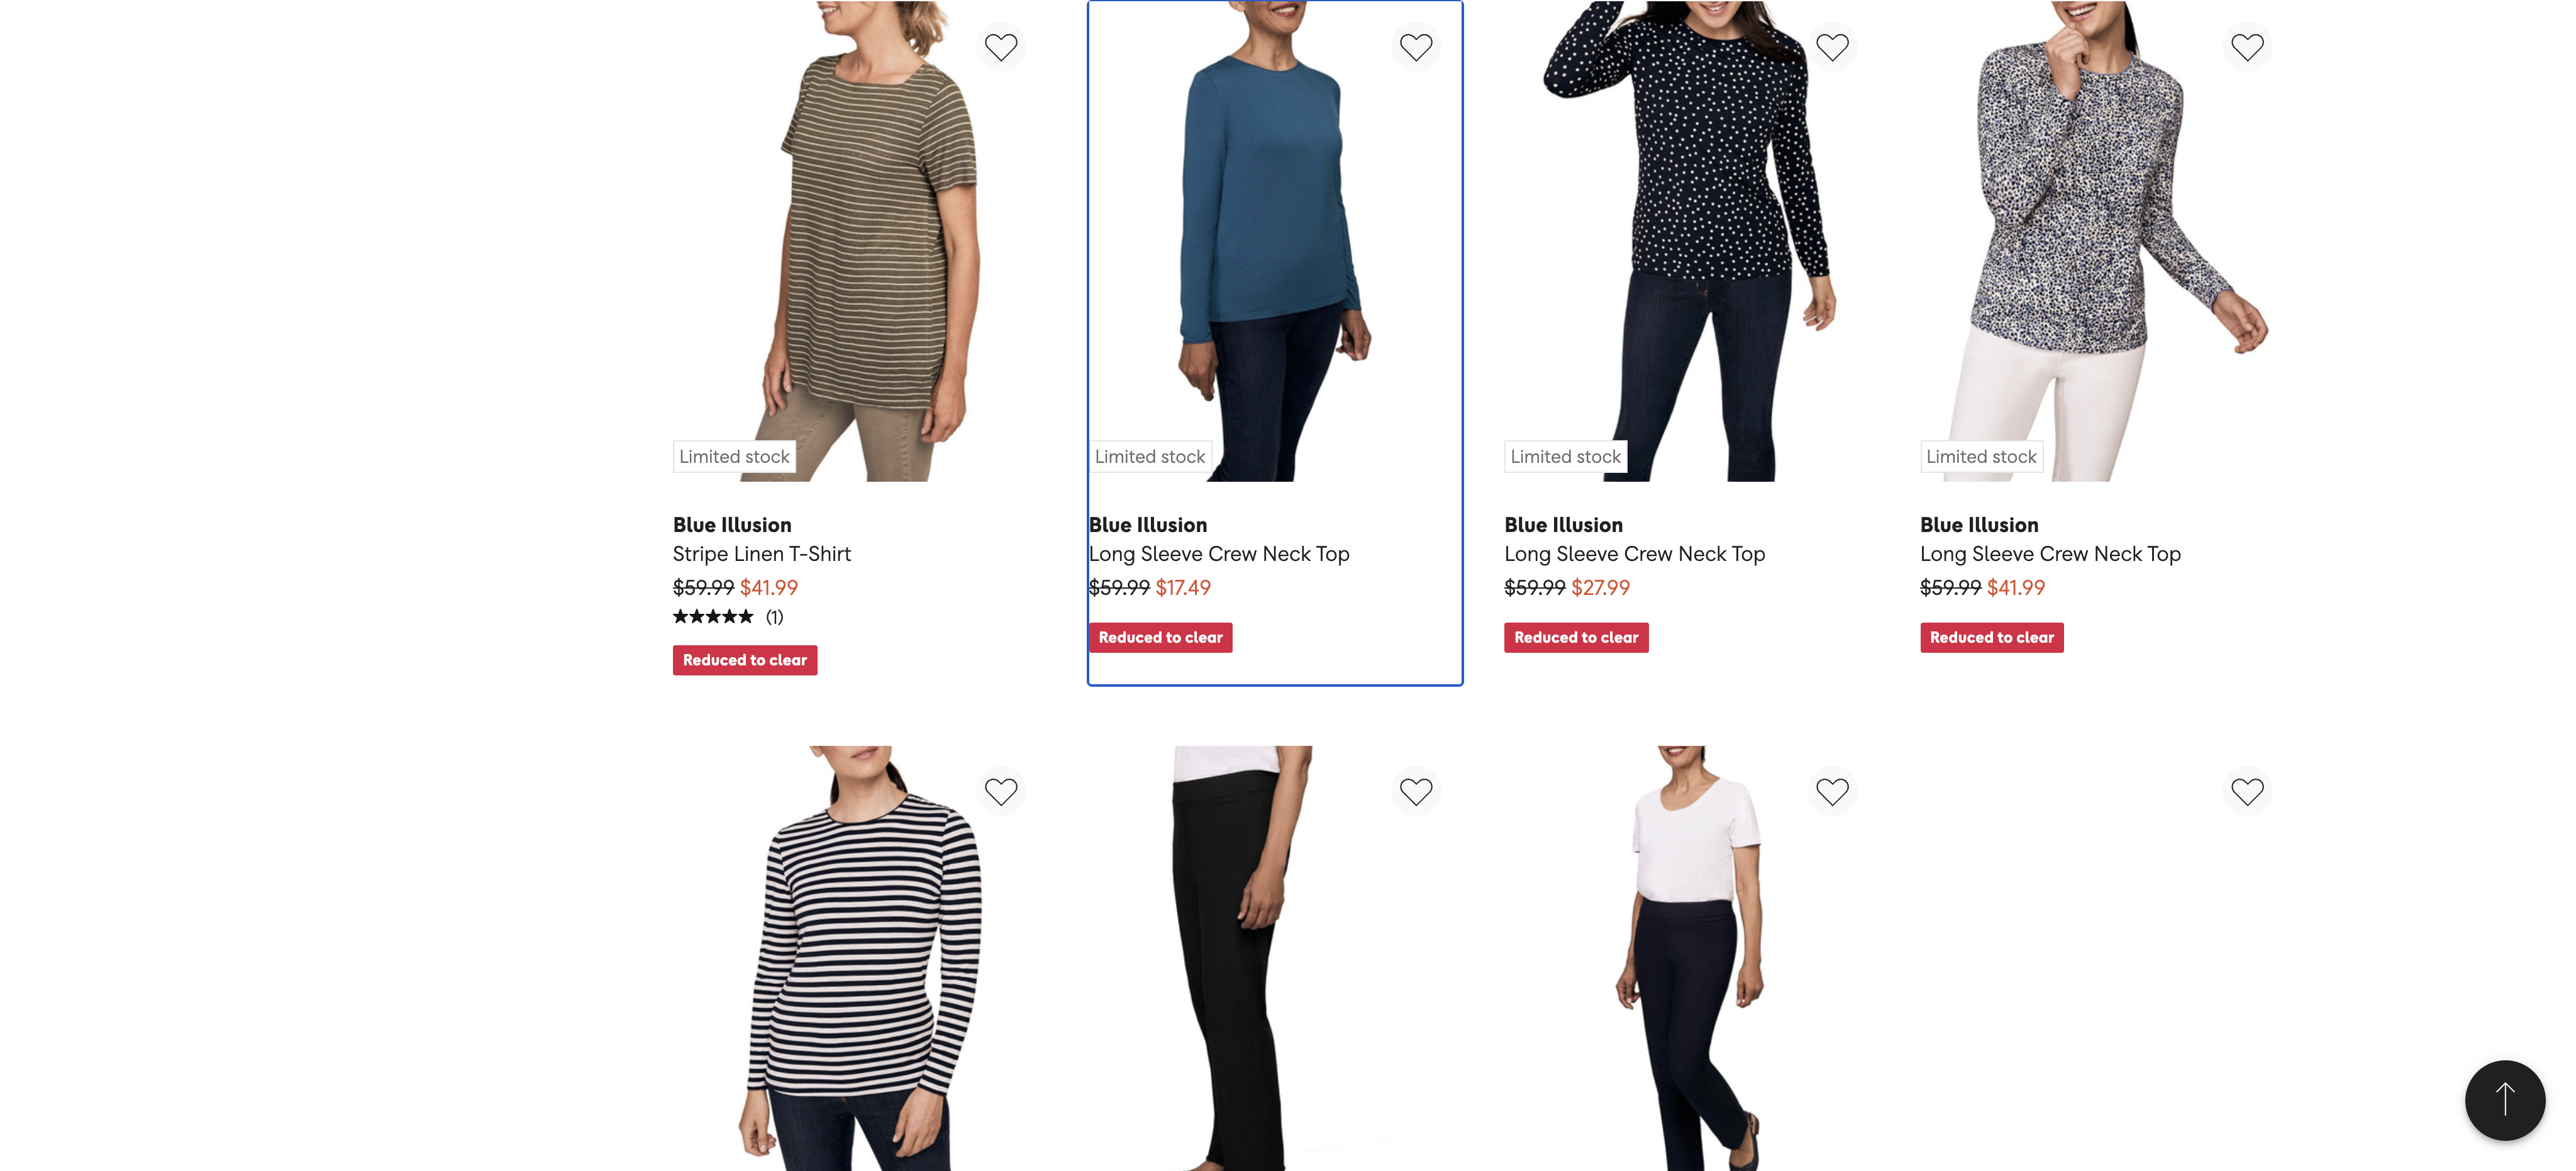 Limited stock
Limited stock
Limited stock
Limited stock
Blue Illusion
Stripe Linen T-Shirt
$59.99 $41.99
(1)
Reduced to clear
Blue Illusion
Long Sleeve Crew Neck Top
$59.99 $17.49
Reduced to clear
Blue Illusion
Long Sleeve Crew Neck Top
$59.99 $27.99
Reduced to clear
Blue Illusion
Long Sleeve Crew Neck Top
$59.99 $41.99
Reduced to clear